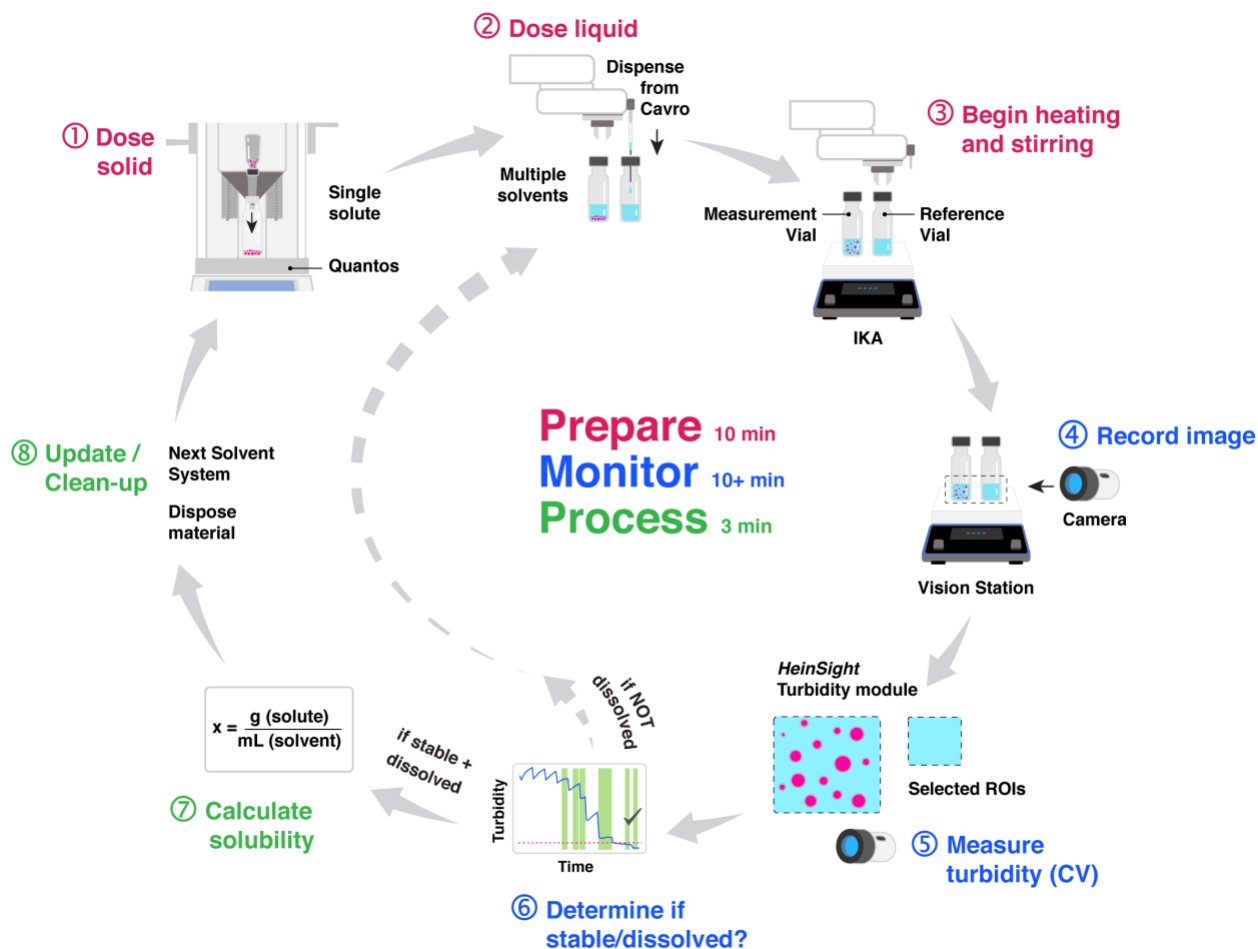 ② Dose liquid
Dispense
from
Cavro
Multiple
solvents
① Dose
solid
Single
solute
Quantos
③ Begin heating
and stirring
Measurement
Vial
Reference
Vial
IKA
④ Record image
Camera
Vision Station
Prepare 10 min
Monitor 10+ min
Process 3 min
HeinSight
Turbidity module
Selected ROIs
⑤ Measure
turbidity (CV)
if NOT
dissolved
Turbidity
Time
⑥ Determine if
stable/dissolved?
if stable +
dissolved
x = g (solute)
mL (solvent)
⑦ Calculate
solubility
⑧ Update /
Clean-up
Next Solvent
System
Dispose
material